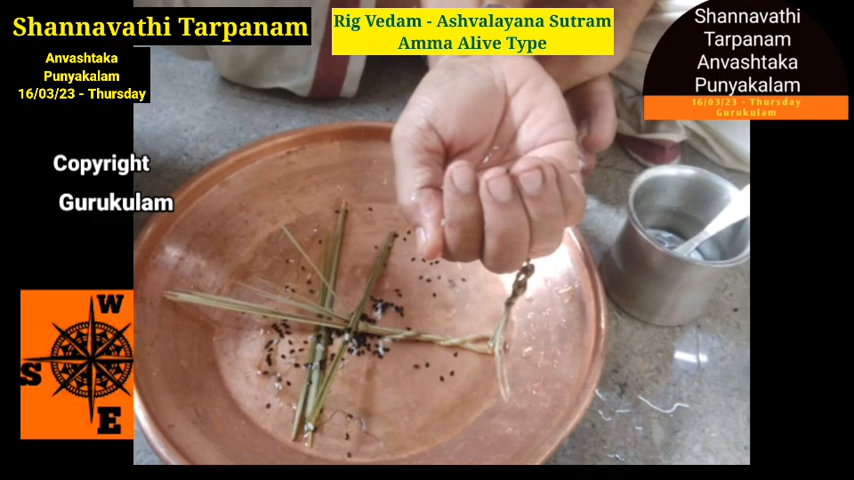 Shannavathi Tarpanam
Anvashtaka
Punyakalam
16/03/23 - Thursday
Rig Vedam - Ashvalayana Sutram
Amma Alive Type
Shannavathi
Tarpanam
Anvashtaka
Punyakalam
16/03/23 - Thursday
Gurukulam
Copyright
Gurukulam
W
S
E